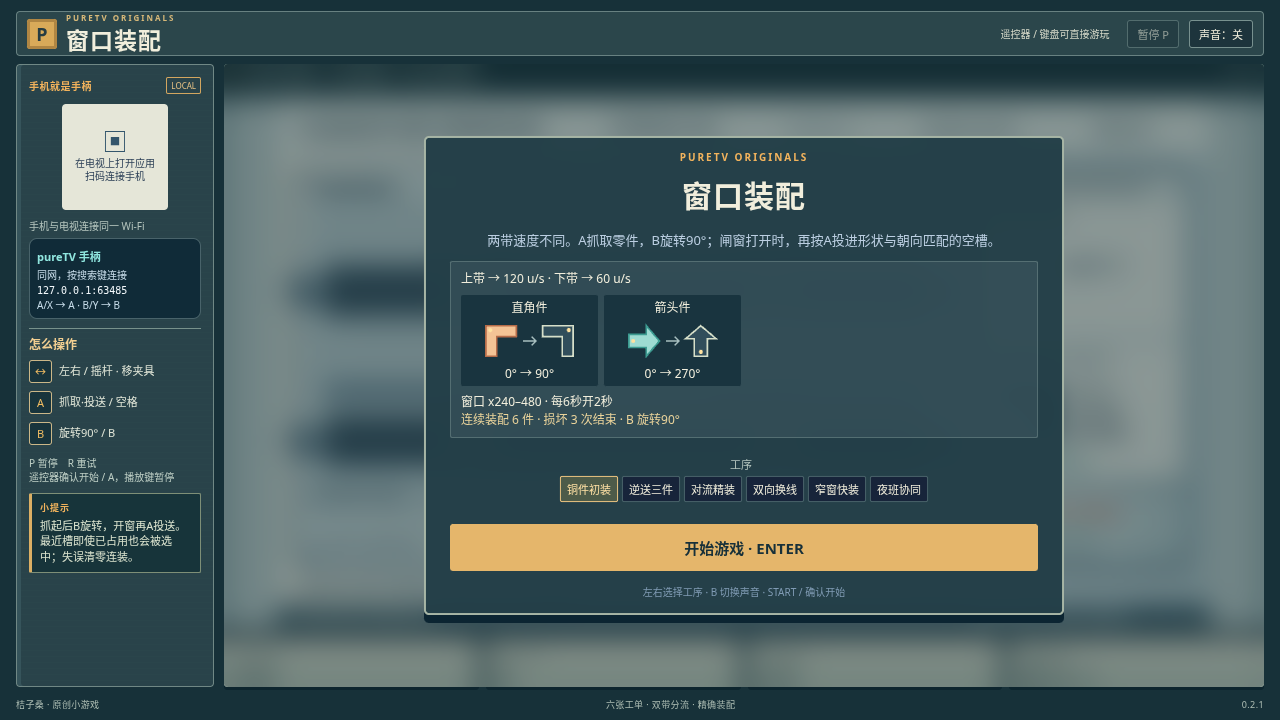 P
PURETV ORIGINALS
窗口装配
遥控器 / 键盘可直接游玩
暂停 P
声音：关
手机就是手柄
LOCAL
在电视上打开应用
扫码连接手机
手机与电视连接同一 Wi-Fi
pureTV 手柄
同网，按搜索键连接
127.0.0.1:63485
A/X → A · B/Y → B
怎么操作
↔ 左右 / 摇杆 · 移夹具
A 抓取·投送 / 空格
B 旋转90° / B
P 暂停 R 重试
遥控器确认开始 / A，播放键暂停
小提示
抓起后B旋转，开窗再A投送。
最近槽即使已占用也会被选
中；失误清零连装。
PURETV ORIGINALS
窗口装配
两带速度不同。A抓取零件，B旋转90°；闸窗打开时，再按A投进形状与朝向匹配的空槽。
上带 → 120 u/s · 下带 → 60 u/s
直角件 箭头件
→ →
0° → 90° 0° → 270°
窗口 x240–480 · 每6秒开2秒
连续装配 6 件 · 损坏 3 次结束 · B 旋转90°
工序
铜件初装 逆送三件 对流精装 双向换线 窄窗快装 夜班协同
开始游戏 · ENTER
左右选择工序 · B 切换声音 · START / 确认开始
桔子桑 · 原创小游戏
六张工单 · 双带分流 · 精确装配
0.2.1